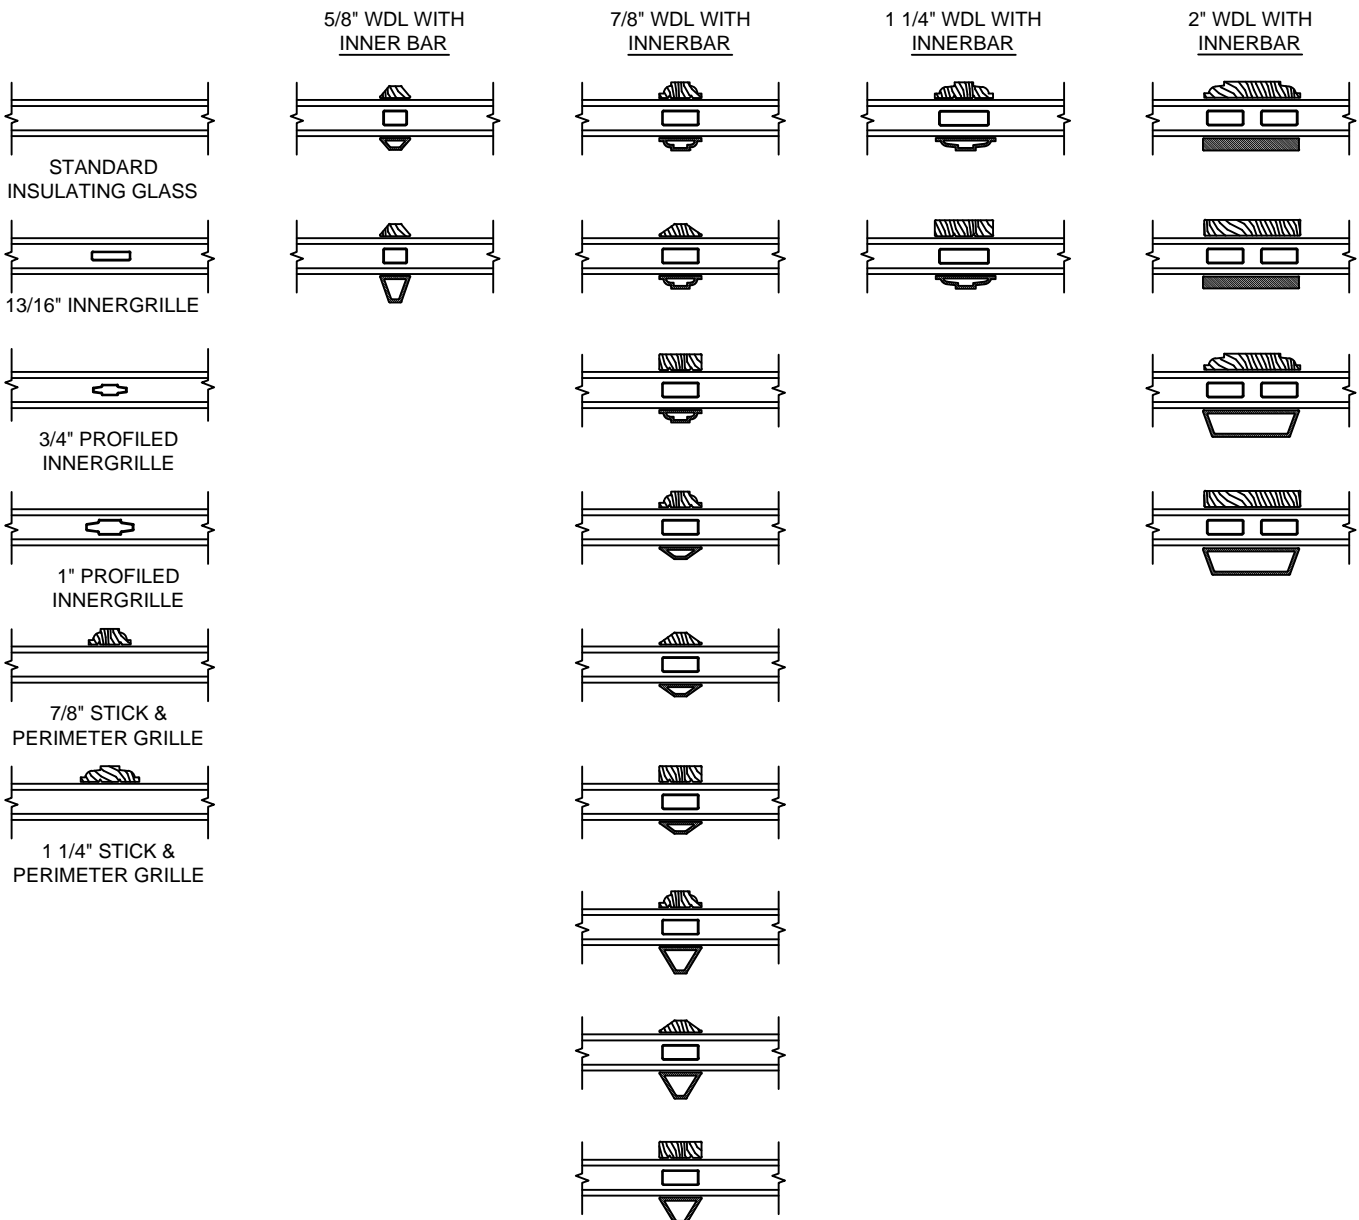 5/8" WDL WITH
INNER BAR
7/8" WDL WITH
INNERBAR
1 1/4" WDL WITH
INNERBAR
2" WDL WITH
INNERBAR
STANDARD
INSULATING GLASS
13/16" INNERGRILLE
3/4" PROFILED
INNERGRILLE
1" PROFILED
INNERGRILLE
7/8" STICK &
PERIMETER GRILLE
1 1/4" STICK &
PERIMETER GRILLE